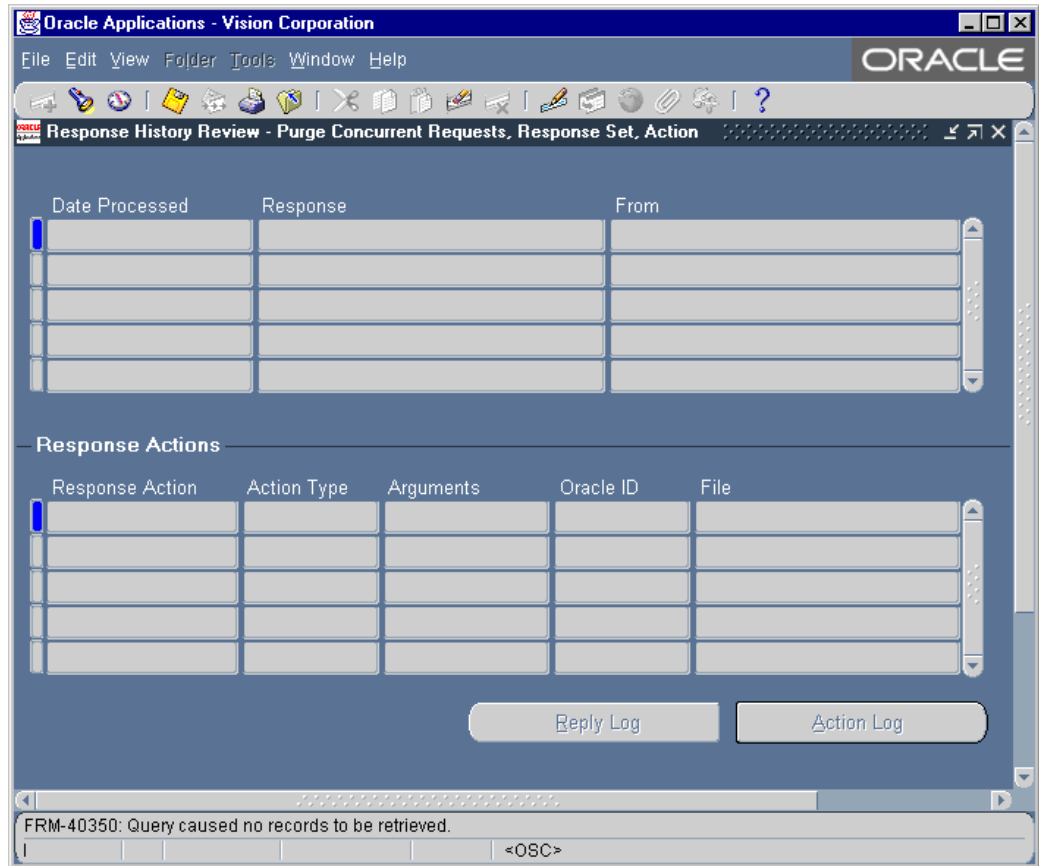 Oracle Applications - Vision Corporation
File Edit View Folder Tools Window Help
ORACLE
Response History Review - Purge Concurrent Requests, Response Set, Action
Date Processed Response From
Response Actions
Response Action Action Type Arguments Oracle ID File
Reply Log Action Log
FRM-40350: Query caused no records to be retrieved.
<OSC>